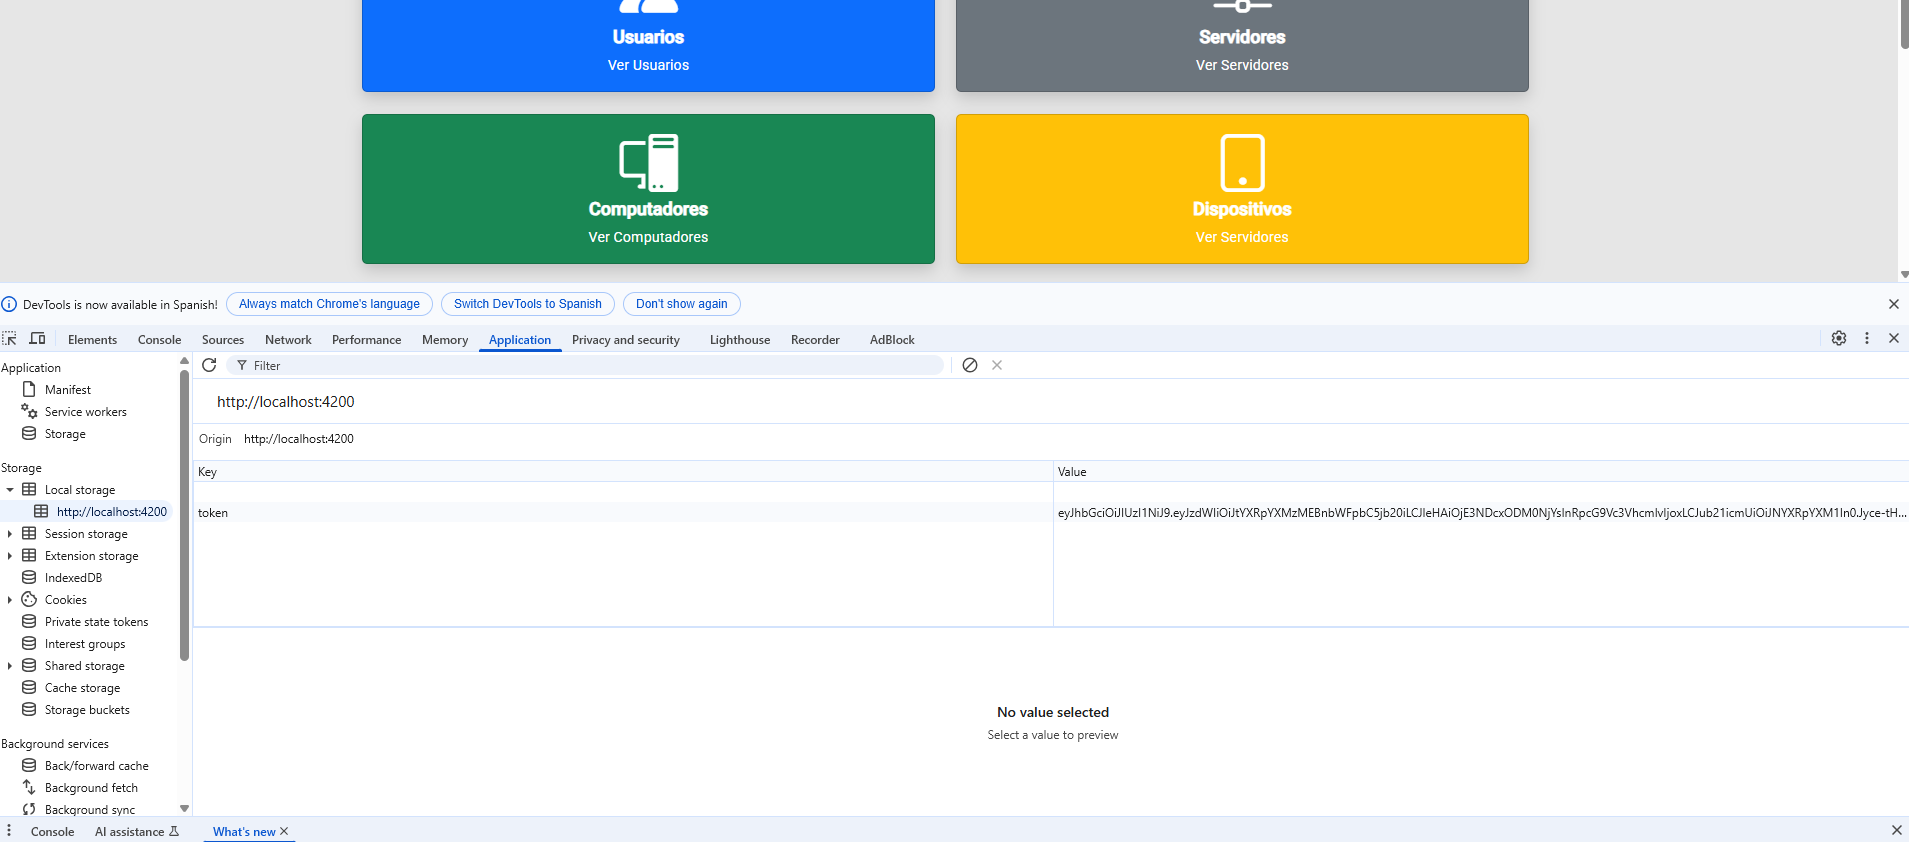 Usuarios
Ver Usuarios
Servidores
Ver Servidores
Computadores
Ver Computadores
Dispositivos
Ver Servidores
DevTools is now available in Spanish!
Always match Chrome's language
Switch DevTools to Spanish
Don't show again
Elements
Console
Sources
Network
Performance
Memory
Application
Privacy and security
Lighthouse
Recorder
AdBlock
Application
Manifest
Service workers
Storage
Storage
Local storage
http://localhost:4200
Session storage
Extension storage
IndexedDB
Cookies
Private state tokens
Interest groups
Shared storage
Cache storage
Storage buckets
Background services
Back/forward cache
Background fetch
Background sync
Filter
http://localhost:4200
Origin http://localhost:4200
Key
Value
token
No value selected
Select a value to preview
Console
AI assistance
What's new